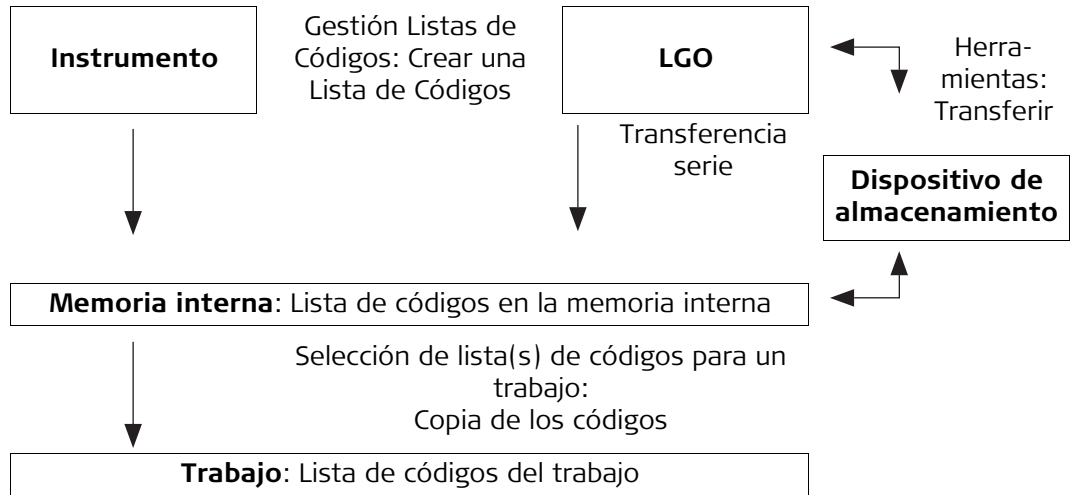 Instrumento
Gestión Listas de
Códigos: Crear una
Lista de Códigos
LGO
Herra-
mientas:
Transferir
Transferencia
serie
Dispositivo de
almacenamiento
Memoria interna: Lista de códigos en la memoria interna
Selección de lista(s) de códigos para un
trabajo:
Copia de los códigos
Trabajo: Lista de códigos del trabajo